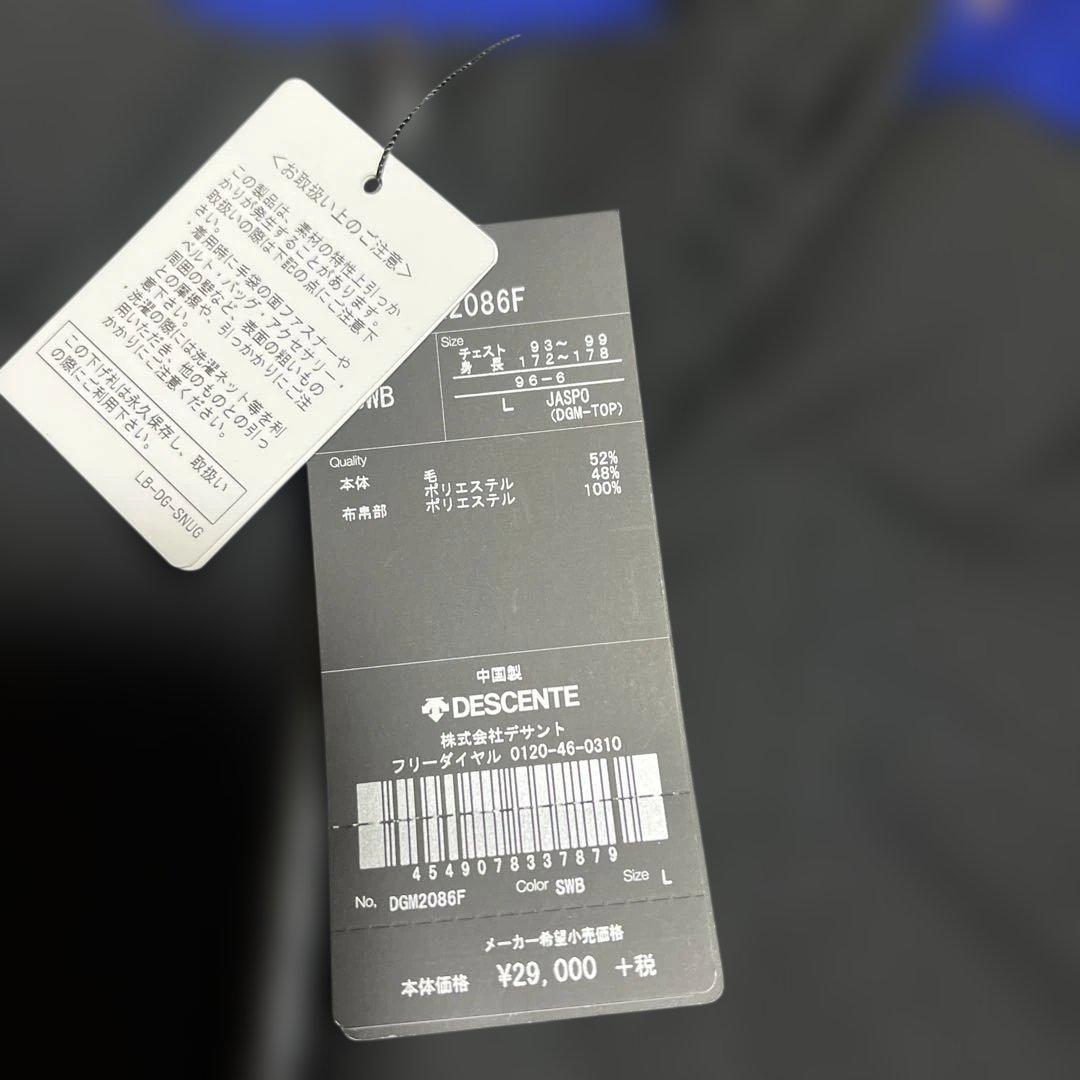 <お取扱い上のご注意>
この製品は、素材の特性上引っか
かりが発生することがあります。
取扱いの際は下記の点にご注意下
さい。
・着用時に手袋の面ファスナーや
ベルト・バッグ・アクセサリー・
周囲の壁など、表面の粗いもの
との摩擦や、引っかかりにご注
意下さい。
・洗濯の際には洗濯ネット等を利
用いただき、他のものとの引っ
かかりにご注意ください。
この下げ札は永久保存し、取扱い
の際にご利用下さい。
LB-DG-SNUG
2086F
Size
チェスト 93~ 99
身 長 172~178
96-6
L JASPO
(DGM-TOP)
SWB
Quality
本体 毛 52%
ポリエステル 48%
布帛部 ポリエステル 100%
中国製
DESCENTE
株式会社デサント
フリーダイヤル 0120-46-0310
4549078337879
No. DGM2086F Color SWB Size L
メーカー希望小売価格
本体価格 ¥29,000 +税